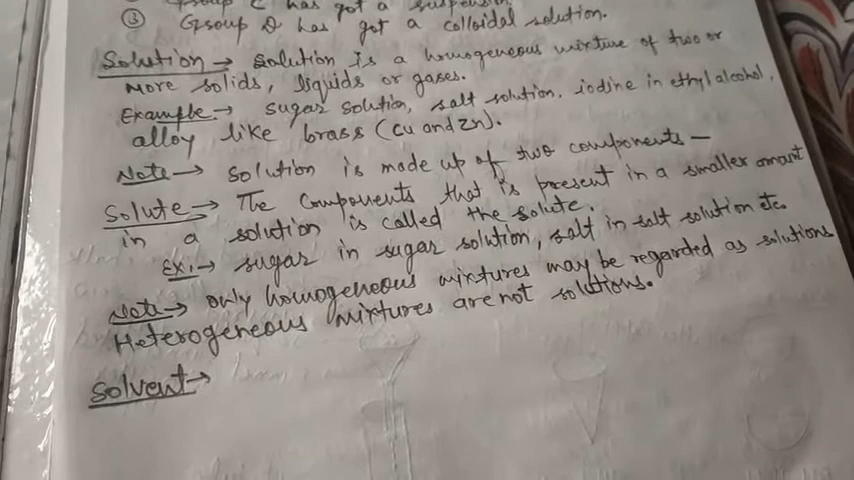 Group C has got a suspension.
③ Group D has got a colloidal solution.
Solution → Solution is a homogeneous mixture of two or
more solids, liquids or gases.
Example → sugar solution, salt solution, iodine in ethyl alcohol,
alloy like brass (Cu and Zn).
Note → Solution is made up of two components —
Solute → The components that is present in a smaller amount
in a solution is called the solute.
Ex. → sugar in sugar solution, salt in salt solution etc.
Note → only homogeneous mixtures may be regarded as solutions
Heterogeneous mixtures are not solutions.
Solvent →